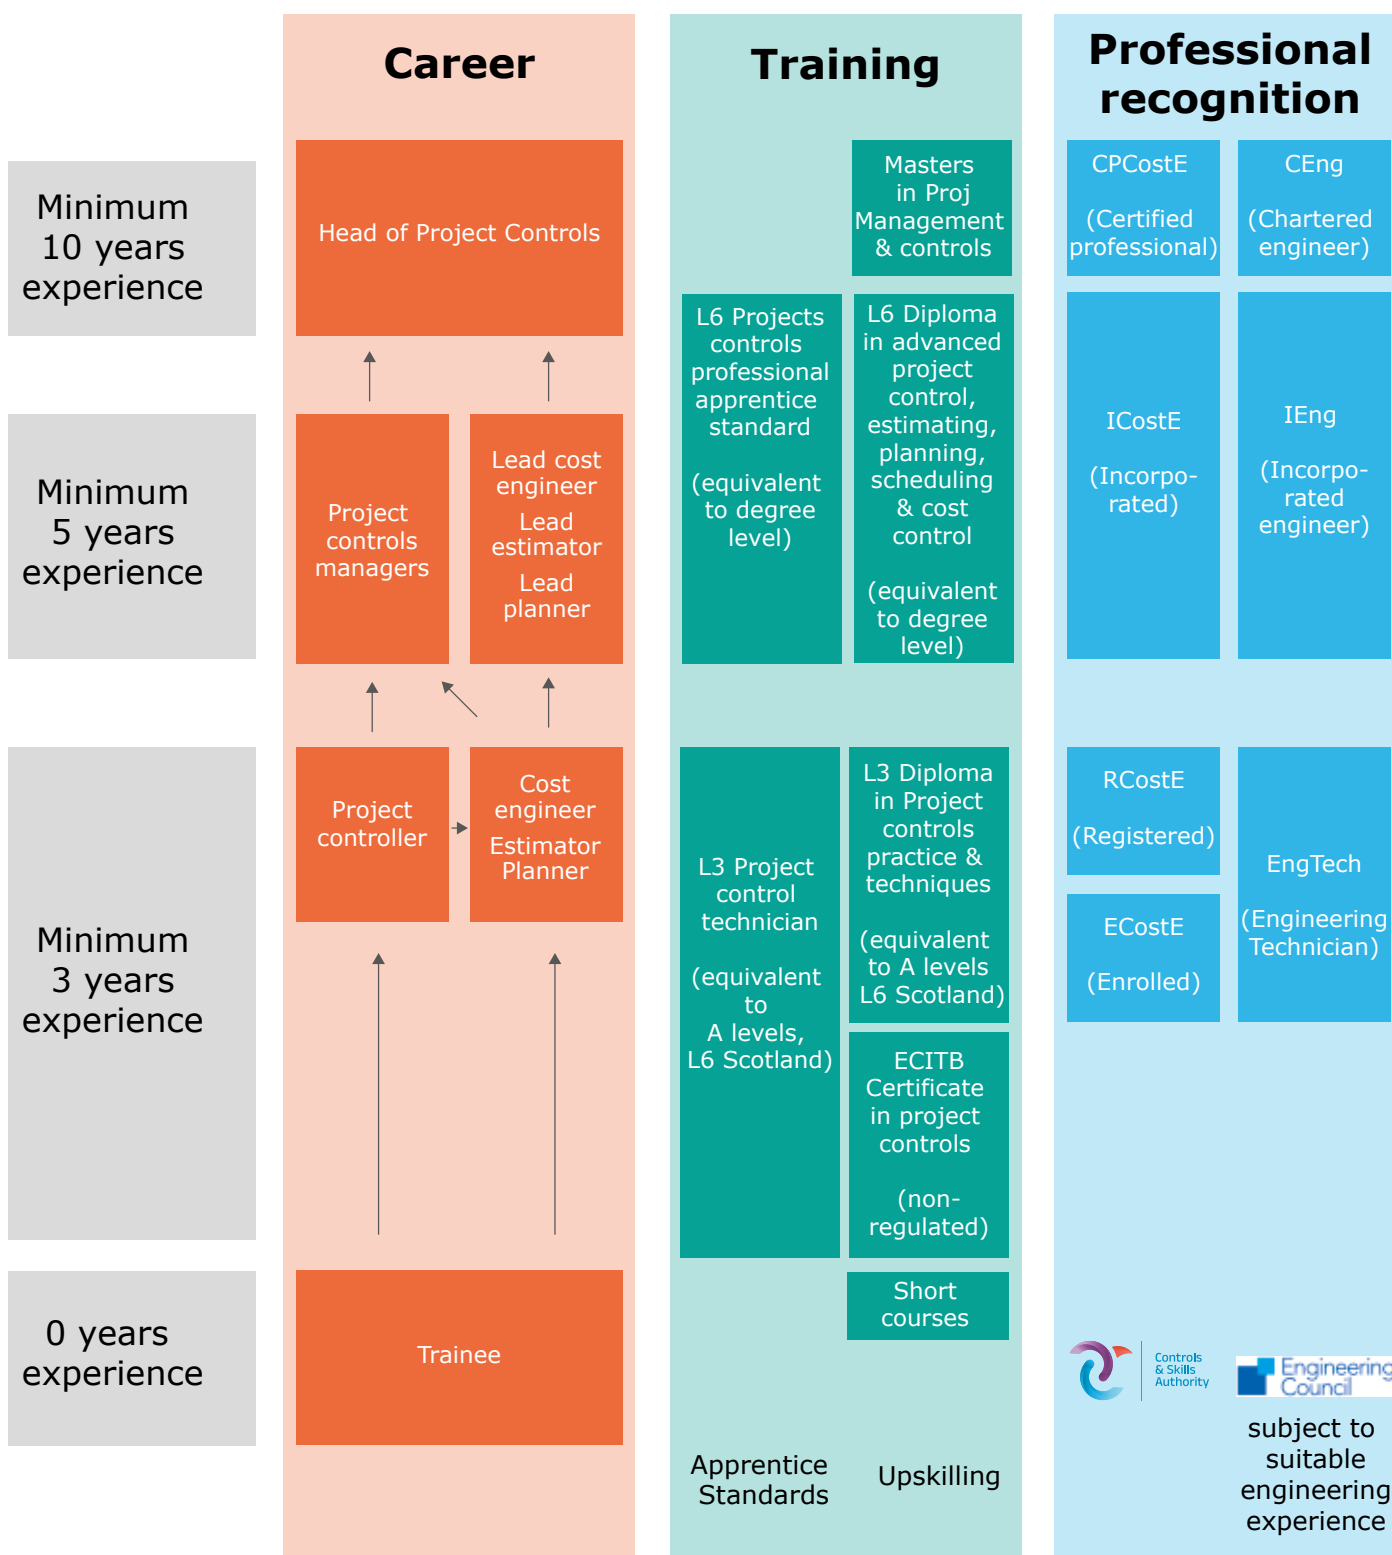 Career
Training
Professional
recognition
Minimum
10 years
experience
Head of Project Controls
Masters
in Proj
Management
& controls
CPCostE
(Certified
professional)
CEng
(Chartered
engineer)
Minimum
5 years
experience
Project
controls
managers
Lead cost
engineer
Lead
estimator
Lead
planner
L6 Projects
controls
professional
apprentice
standard
(equivalent
to degree
level)
L6 Diploma
in advanced
project
control,
estimating,
planning,
scheduling
& cost
control
(equivalent
to degree
level)
ICostE
(Incorpo-
rated)
IEng
(Incorpo-
rated
engineer)
Minimum
3 years
experience
Project
controller
Cost
engineer
Estimator
Planner
L3 Project
control
technician
(equivalent
to
A levels,
L6 Scotland)
L3 Diploma
in Project
controls
practice &
techniques
(equivalent
to A levels
L6 Scotland)
ECITB
Certificate
in project
controls
(non-
regulated)
RCostE
(Registered)
ECostE
(Enrolled)
EngTech
(Engineering
Technician)
0 years
experience
Trainee
Short
courses
Apprentice
Standards
Upskilling
Controls
& Skills
Authority
Engineering
Council
subject to
suitable
engineering
experience